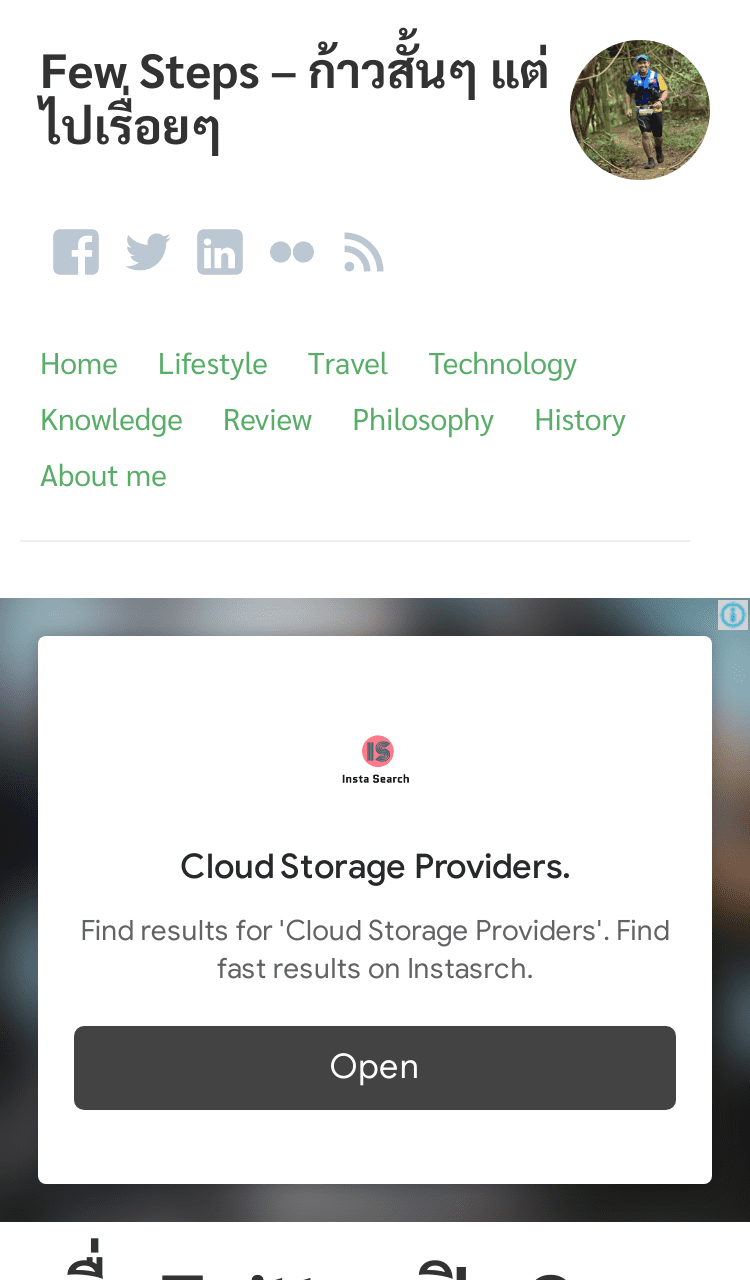 Few Steps – ก้าวสั้นๆ แต่
ไปเรื่อยๆ
Home Lifestyle Travel Technology
Knowledge Review Philosophy History
About me
IS
Insta Search
Cloud Storage Providers.
Find results for 'Cloud Storage Providers'. Find
fast results on Instasrch.
Open